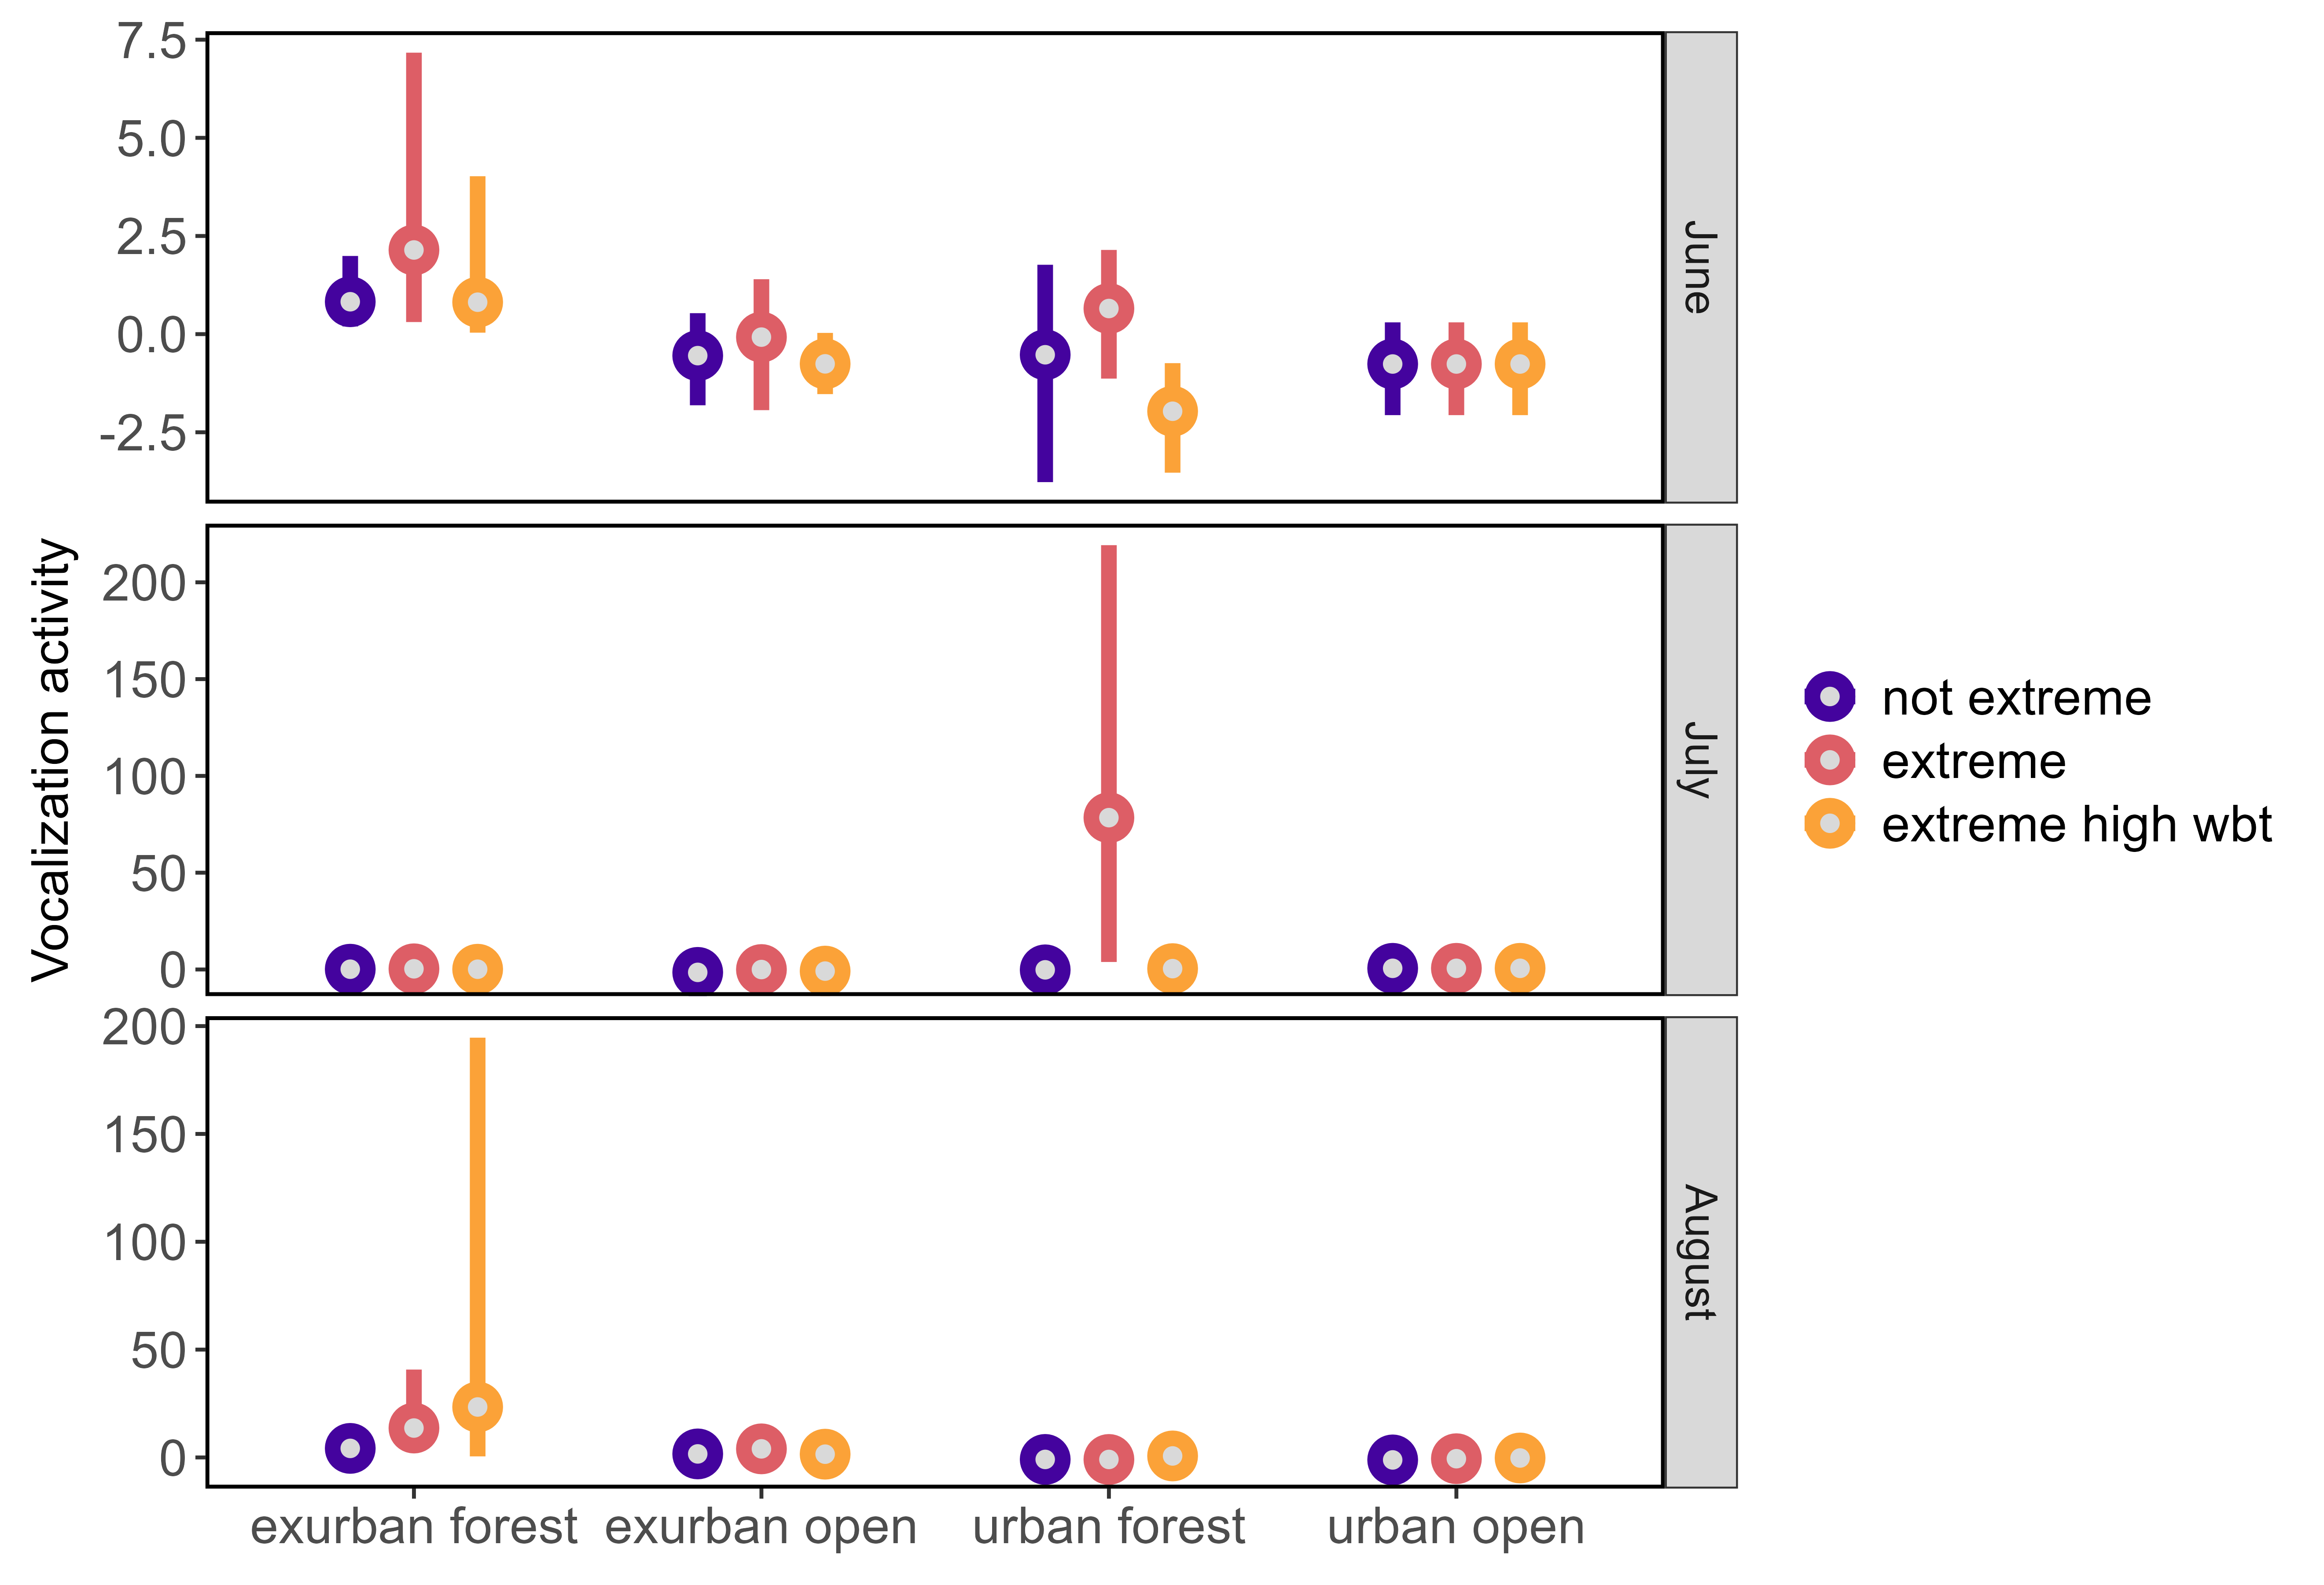 Vocalization activity
7.5
5.0
2.5
0.0
-2.5
June
200
150
100
50
0
July
200
150
100
50
0
August
exurban forest
exurban open
urban forest
urban open
not extreme
extreme
extreme high wbt